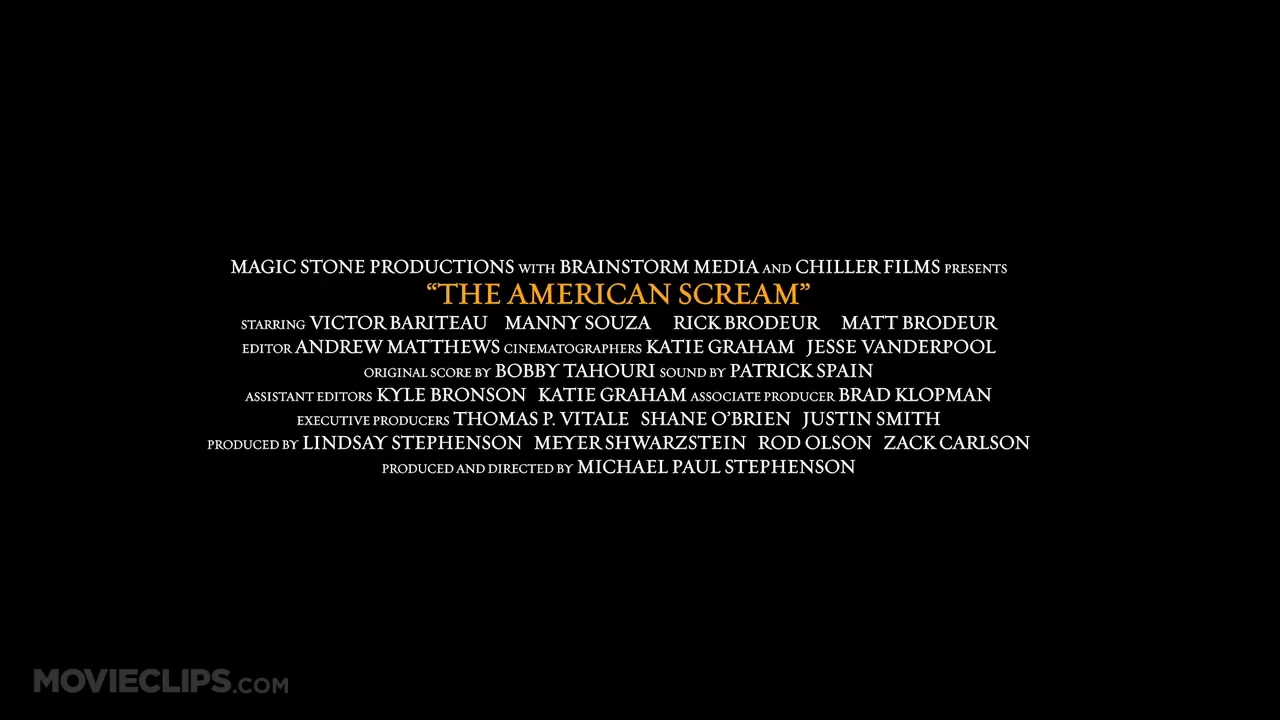 MAGIC STONE PRODUCTIONS WITH BRAINSTORM MEDIA AND CHILLER FILMS PRESENTS
“THE AMERICAN SCREAM”
STARRING VICTOR BARITEAU MANNY SOUZA RICK BRODEUR MATT BRODEUR
EDITOR ANDREW MATTHEWS CINEMATOGRAPHERS KATIE GRAHAM JESSE VANDERPOOL
ORIGINAL SCORE BY BOBBY TAHOURI SOUND BY PATRICK SPAIN
ASSISTANT EDITORS KYLE BRONSON KATIE GRAHAM ASSOCIATE PRODUCER BRAD KLOPMAN
EXECUTIVE PRODUCERS THOMAS P. VITALE SHANE O’BRIEN JUSTIN SMITH
PRODUCED BY LINDSAY STEPHENSON MEYER SHWARZSTEIN ROD OLSON ZACK CARLSON
PRODUCED AND DIRECTED BY MICHAEL PAUL STEPHENSON
MOVIECLIPS.COM